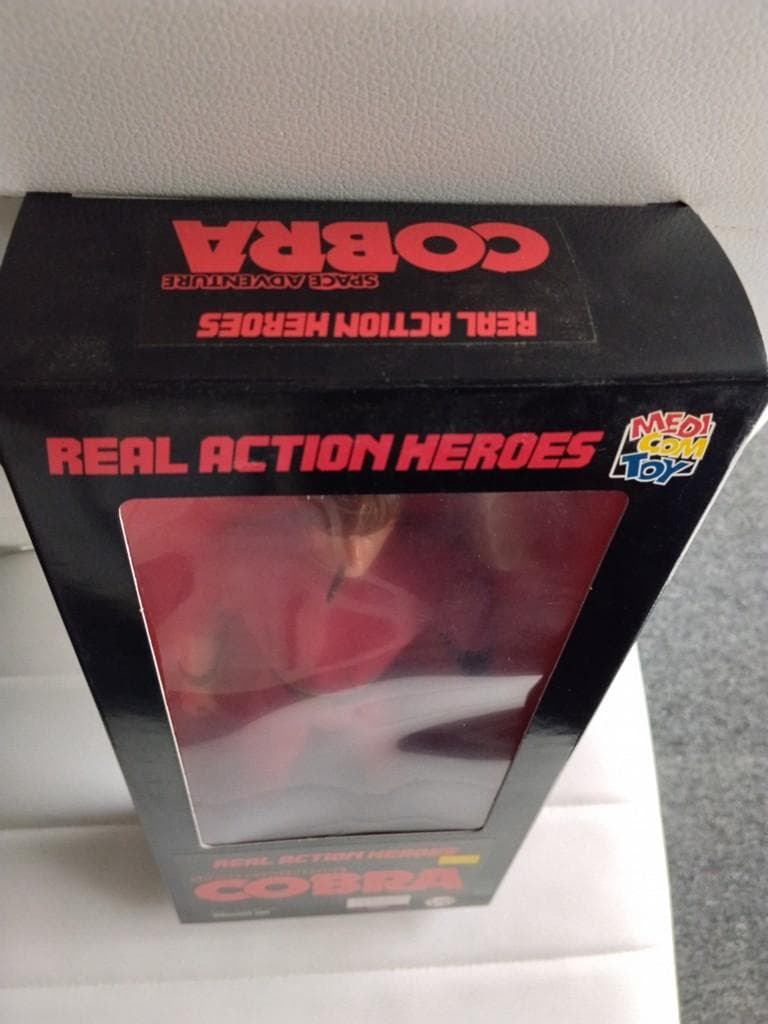 COBRA
SPACE ADVENTURE
REAL ACTION HEROES
REAL ACTION HEROES
MEDI
COM
TOY
REAL ACTION HEROES
COBRA